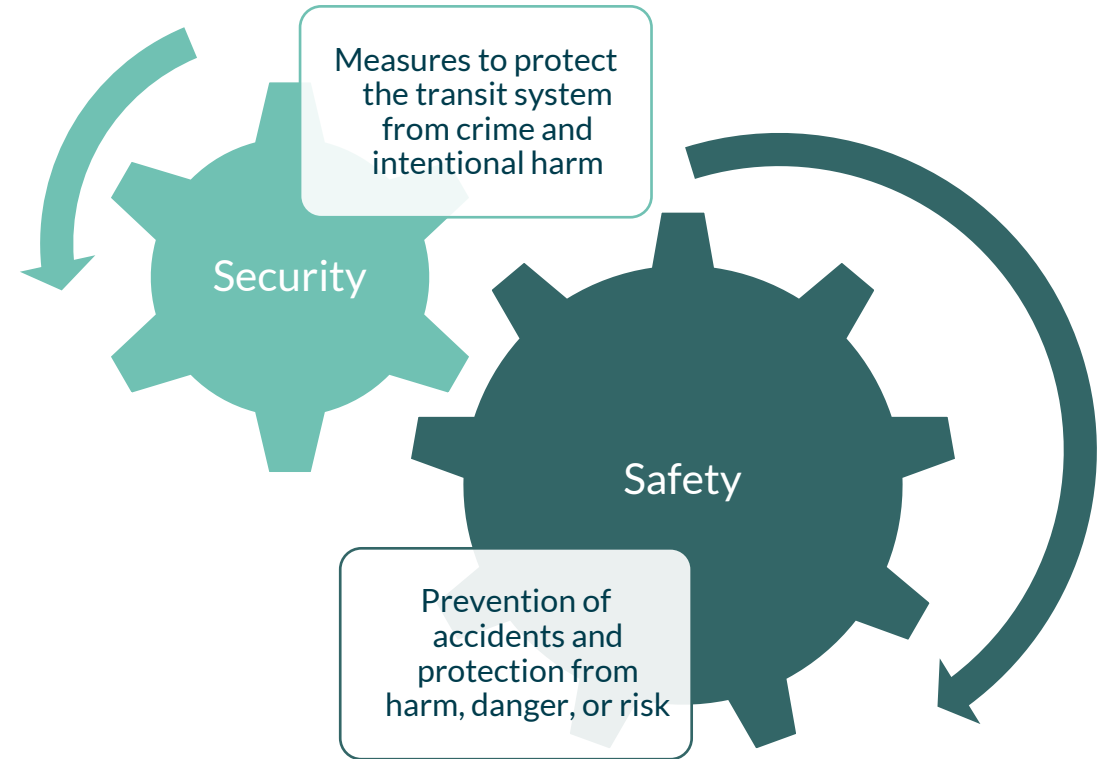 Measures to protect
the transit system
from crime and
intentional harm
Security
Safety
Prevention of
accidents and
protection from
harm, danger, or risk